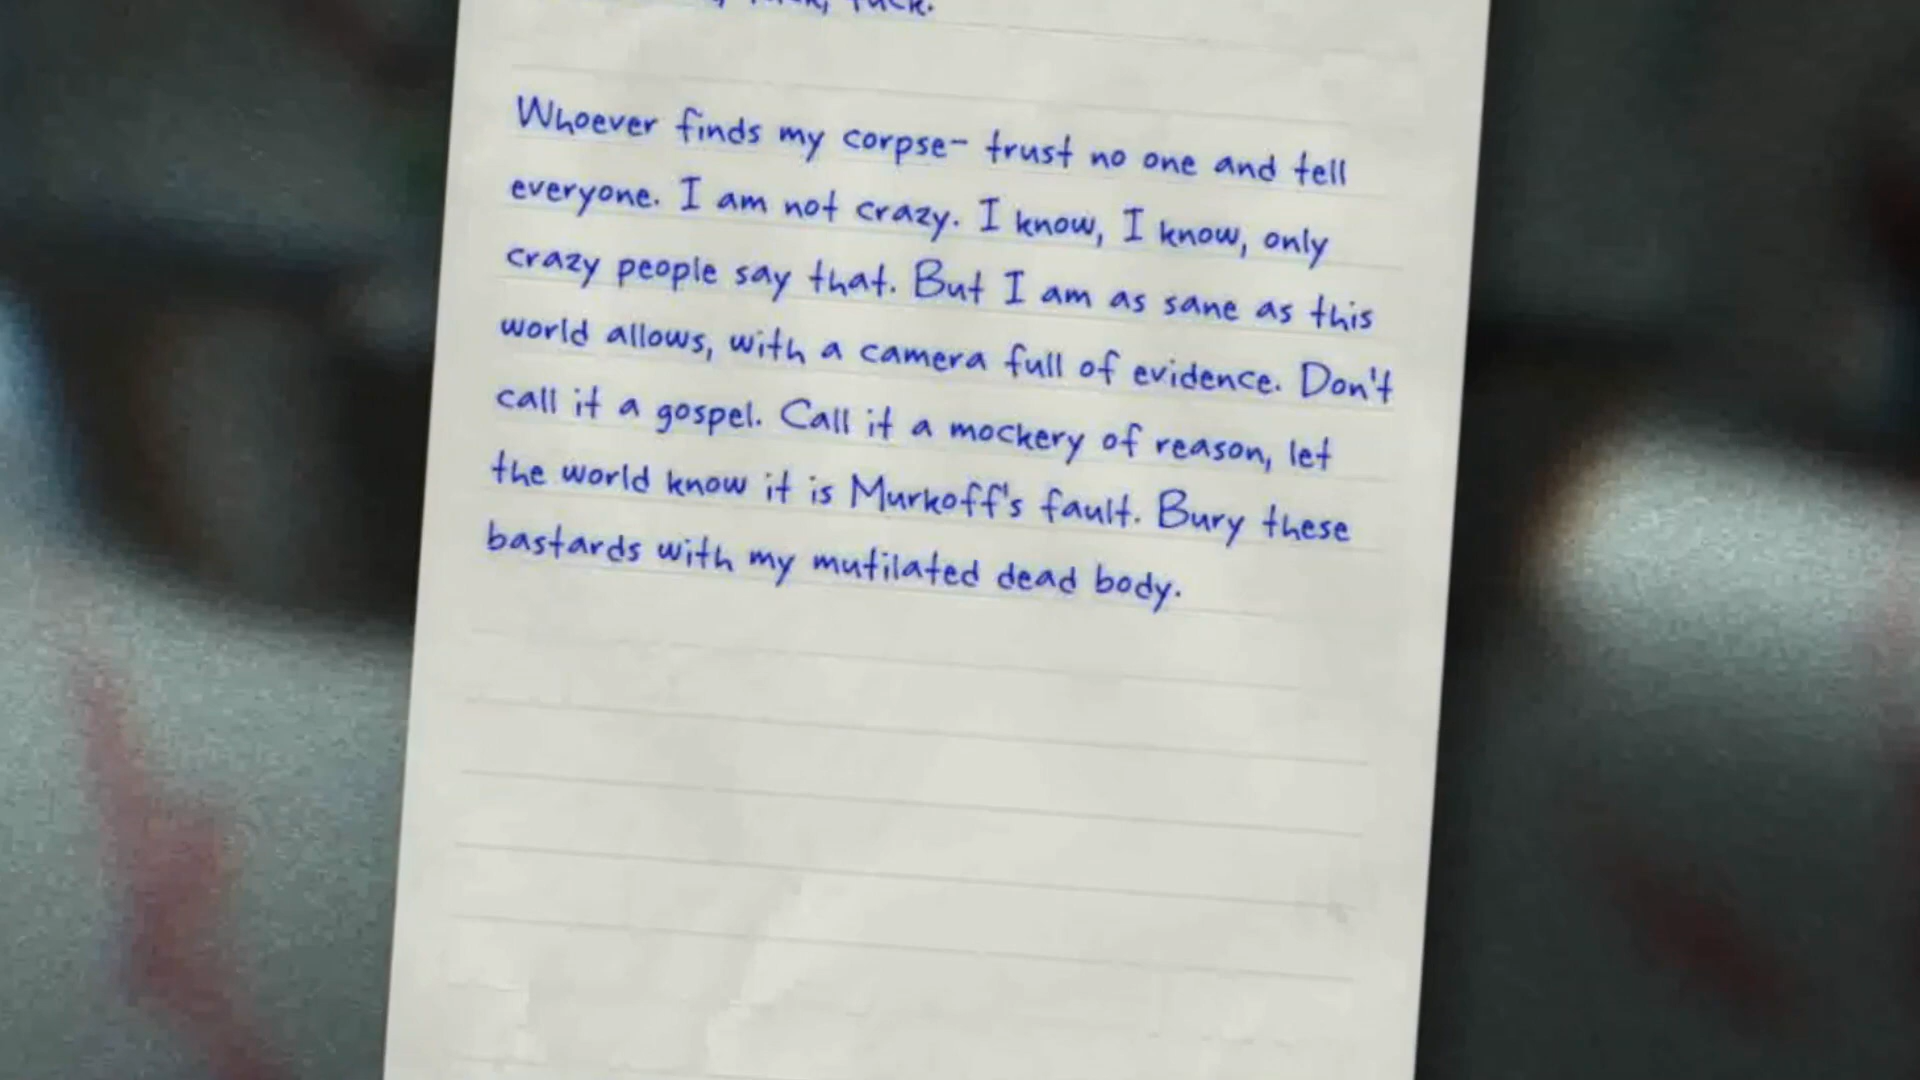 Whoever finds my corpse- trust no one and tell
everyone. I am not crazy. I know, I know, only
crazy people say that. But I am as sane as this
world allows, with a camera full of evidence. Don't
call it a gospel. Call it a mockery of reason, let
the world know it is Murkoff's fault. Bury these
bastards with my mutilated dead body.